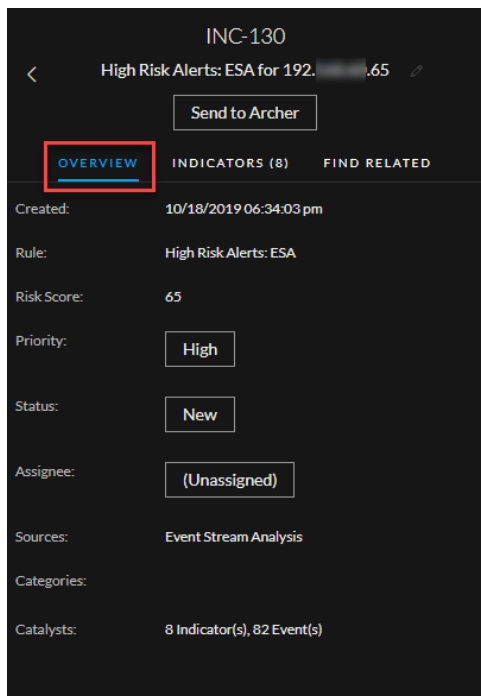 INC-130
High Risk Alerts: ESA for 192. .65
Send to Archer
OVERVIEW INDICATORS (8) FIND RELATED
Created: 10/18/2019 06:34:03 pm
Rule: High Risk Alerts: ESA
Risk Score: 65
Priority: High
Status: New
Assignee: (Unassigned)
Sources: Event Stream Analysis
Categories:
Catalysts: 8 Indicator(s), 82 Event(s)